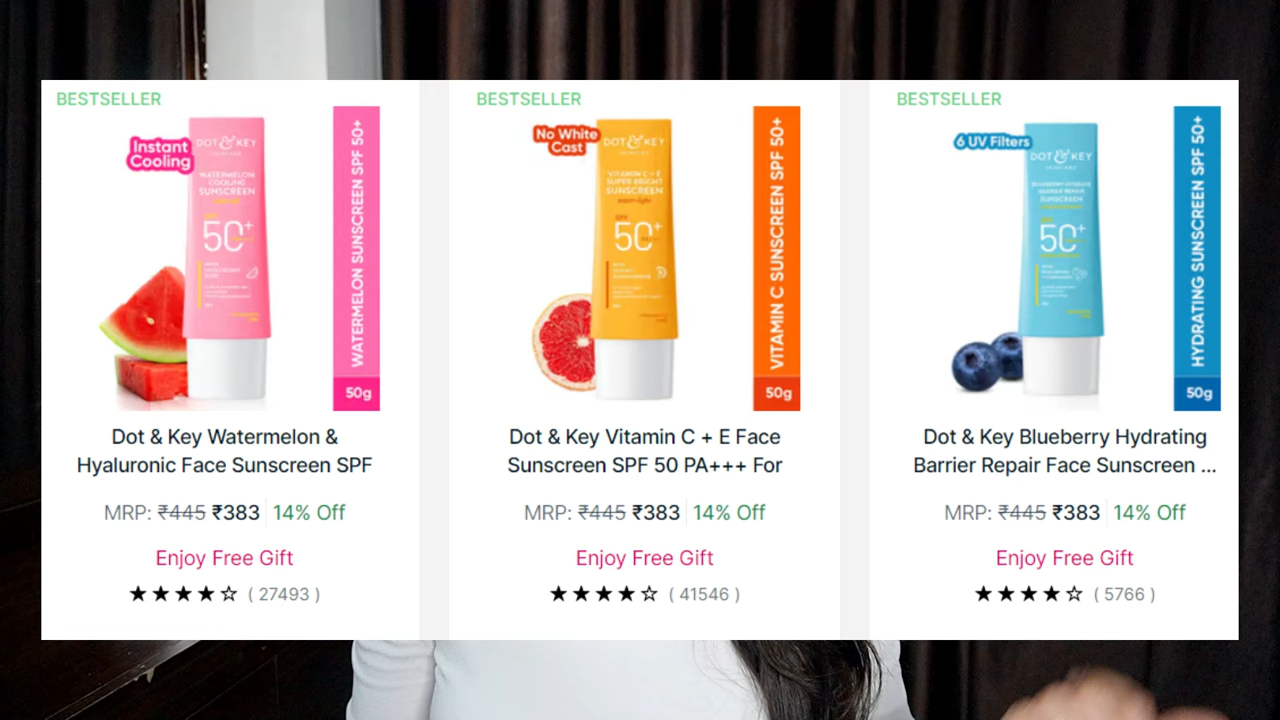 BESTSELLER
Instant
Cooling
DOT & KEY
WATERMELON
COOLING
SUNSCREEN
50+
WATERMELON SUNSCREEN SPF 50+
50g
Dot & Key Watermelon &
Hyaluronic Face Sunscreen SPF
MRP: ₹445 ₹383 14% Off
Enjoy Free Gift
( 27493 )
BESTSELLER
No White
Cast
DOT & KEY
VITAMIN C + E
SUPER BRIGHT
SUNSCREEN
SPF
50+
VITAMIN C SUNSCREEN SPF 50+
50g
Dot & Key Vitamin C + E Face
Sunscreen SPF 50 PA+++ For
MRP: ₹445 ₹383 14% Off
Enjoy Free Gift
( 41546 )
BESTSELLER
6 UV Filters
DOT & KEY
BLUEBERRY HYDRATE
BARRIER REPAIR
SUNSCREEN
50+
HYDRATING SUNSCREEN SPF 50+
50g
Dot & Key Blueberry Hydrating
Barrier Repair Face Sunscreen ...
MRP: ₹445 ₹383 14% Off
Enjoy Free Gift
( 5766 )